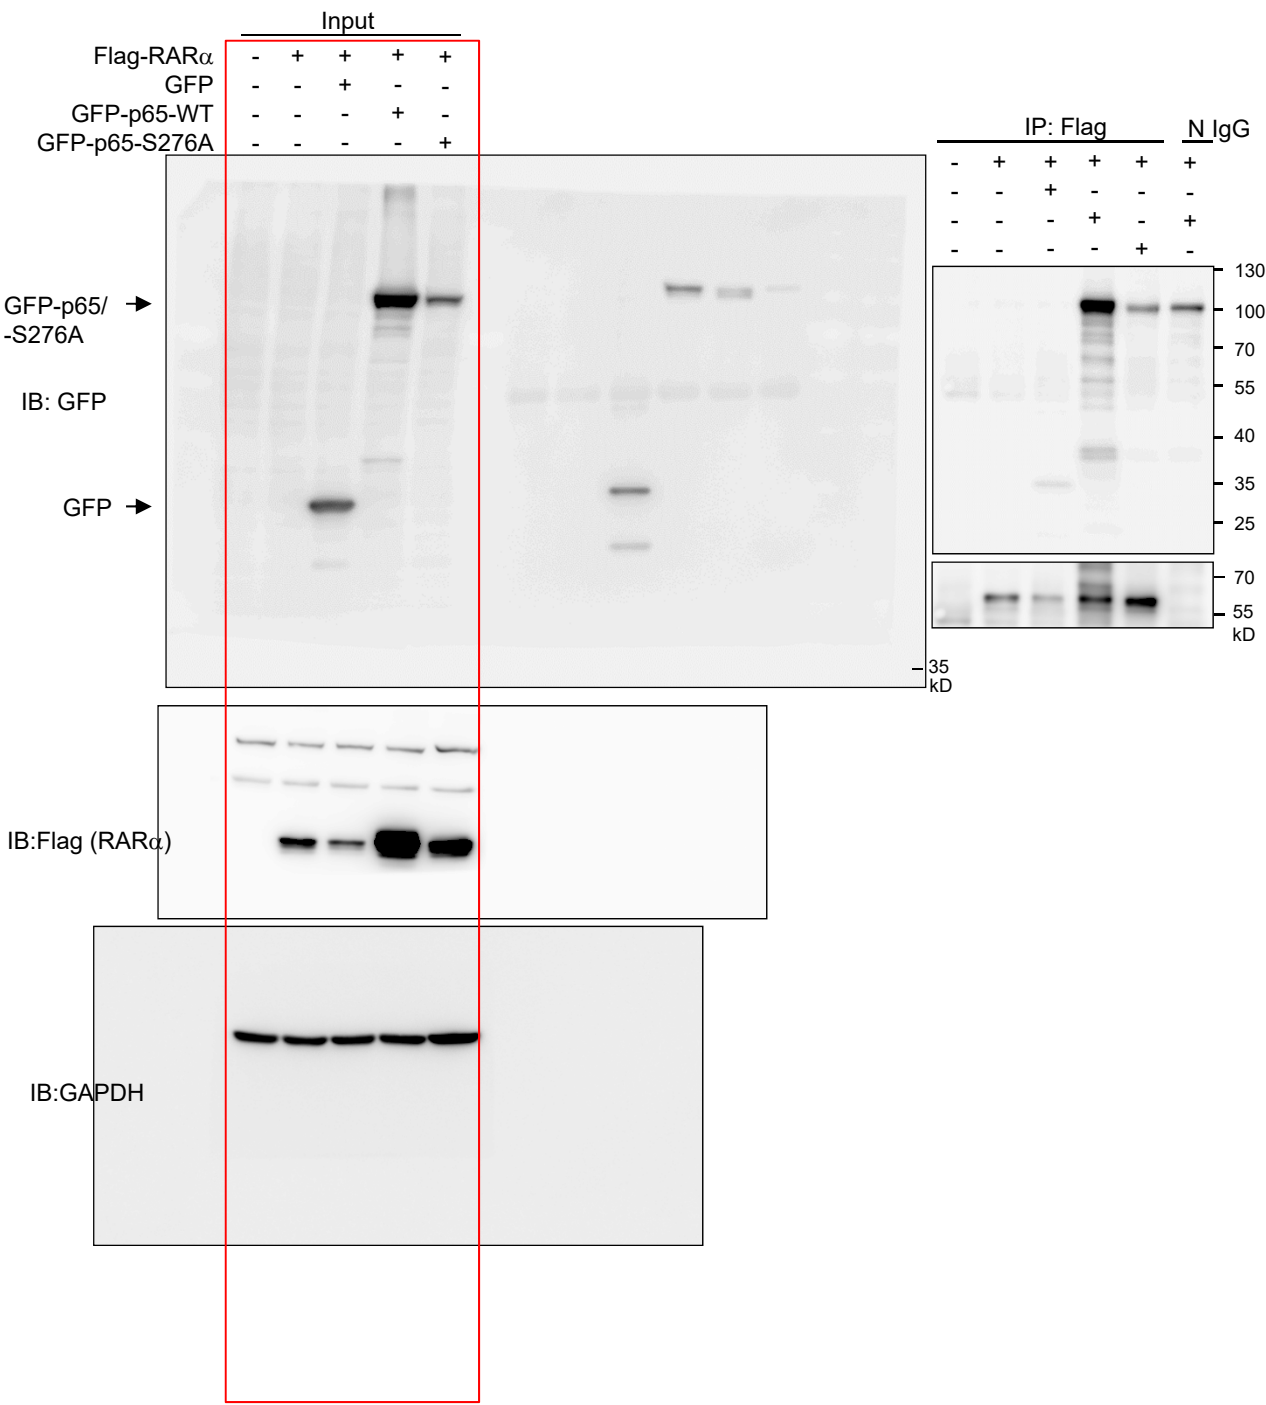 Input
Flag-RARα - + + + +
GFP - - + - -
GFP-p65-WT - - - + -
GFP-p65-S276A - - - - +
IP: Flag N IgG
- + + + + +
- - + - - -
- - - + - +
- - - - + -
GFP-p65/
-S276A
IB: GFP
GFP
130
100
70
55
40
35
25
70
55
kD
35
kD
IB:Flag (RARα)
IB:GAPDH